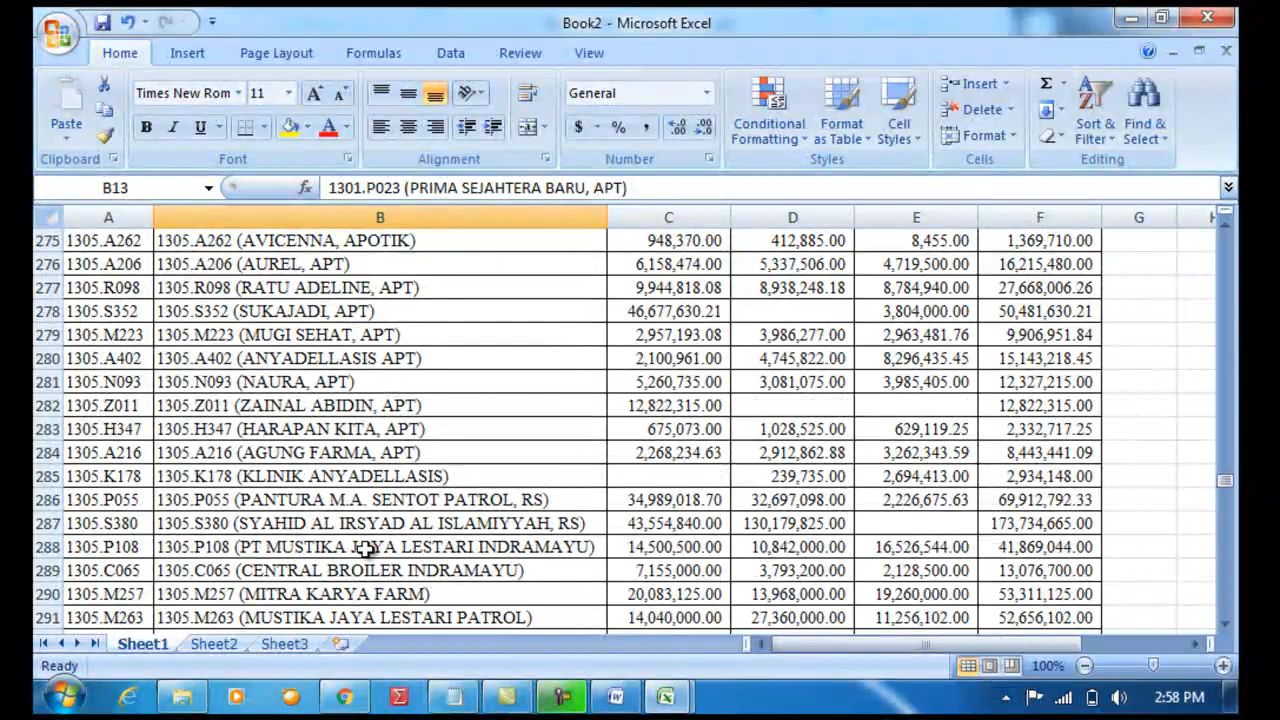 Book2 - Microsoft Excel
Home Insert Page Layout Formulas Data Review View
Times New Rom 11 General Insert Delete Format
Paste B I U $ % , Conditional Formatting Format as Table Cell Styles Σ Sort & Filter Find & Select
Clipboard Font Alignment Number Styles Cells Editing
B13 fx 1301.P023 (PRIMA SEJAHTERA BARU, APT)
A B C D E F G
275 1305.A262 1305.A262 (AVICENNA, APOTIK) 948,370.00 412,885.00 8,455.00 1,369,710.00
276 1305.A206 1305.A206 (AUREL, APT) 6,158,474.00 5,337,506.00 4,719,500.00 16,215,480.00
277 1305.R098 1305.R098 (RATU ADELINE, APT) 9,944,818.08 8,938,248.18 8,784,940.00 27,668,006.26
278 1305.S352 1305.S352 (SUKAJADI, APT) 46,677,630.21 3,804,000.00 50,481,630.21
279 1305.M223 1305.M223 (MUGI SEHAT, APT) 2,957,193.08 3,986,277.00 2,963,481.76 9,906,951.84
280 1305.A402 1305.A402 (ANYADELLASIS APT) 2,100,961.00 4,745,822.00 8,296,435.45 15,143,218.45
281 1305.N093 1305.N093 (NAURA, APT) 5,260,735.00 3,081,075.00 3,985,405.00 12,327,215.00
282 1305.Z011 1305.Z011 (ZAINAL ABIDIN, APT) 12,822,315.00 12,822,315.00
283 1305.H347 1305.H347 (HARAPAN KITA, APT) 675,073.00 1,028,525.00 629,119.25 2,332,717.25
284 1305.A216 1305.A216 (AGUNG FARMA, APT) 2,268,234.63 2,912,862.88 3,262,343.59 8,443,441.09
285 1305.K178 1305.K178 (KLINIK ANYADELLASIS) 239,735.00 2,694,413.00 2,934,148.00
286 1305.P055 1305.P055 (PANTURA M.A. SENTOT PATROL, RS) 34,989,018.70 32,697,098.00 2,226,675.63 69,912,792.33
287 1305.S380 1305.S380 (SYAHID AL IRSYAD AL ISLAMIYYAH, RS) 43,554,840.00 130,179,825.00 173,734,665.00
288 1305.P108 1305.P108 (PT MUSTIKA JAYA LESTARI INDRAMAYU) 14,500,500.00 10,842,000.00 16,526,544.00 41,869,044.00
289 1305.C065 1305.C065 (CENTRAL BROILER INDRAMAYU) 7,155,000.00 3,793,200.00 2,128,500.00 13,076,700.00
290 1305.M257 1305.M257 (MITRA KARYA FARM) 20,083,125.00 13,968,000.00 19,260,000.00 53,311,125.00
291 1305.M263 1305.M263 (MUSTIKA JAYA LESTARI PATROL) 14,040,000.00 27,360,000.00 11,256,102.00 52,656,102.00
Sheet1 Sheet2 Sheet3
Ready 100%
2:58 PM